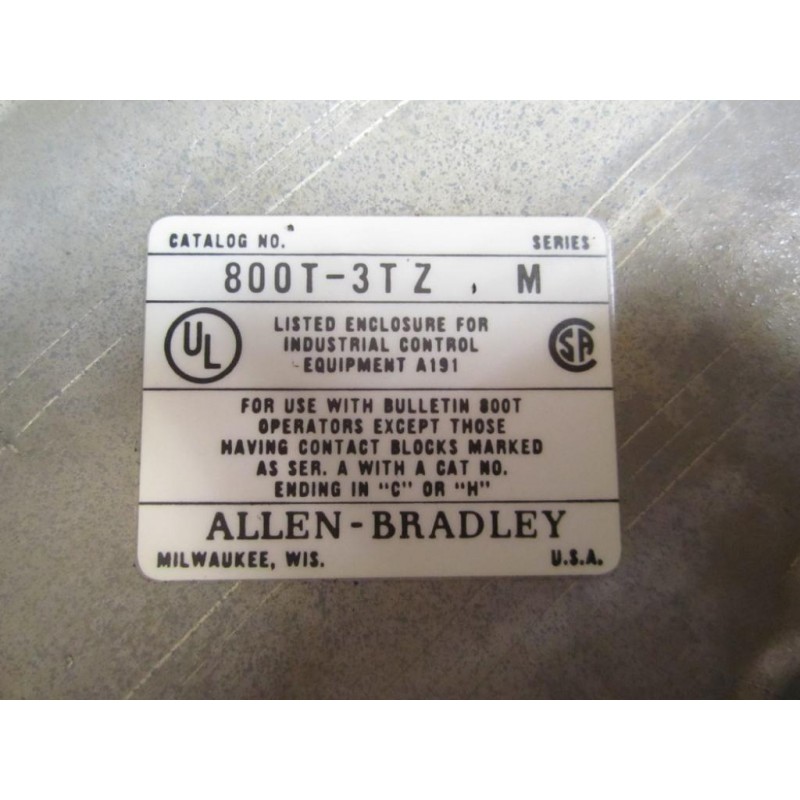 CATALOG NO. SERIES
800T-3TZ , M
UL
LISTED ENCLOSURE FOR
INDUSTRIAL CONTROL
EQUIPMENT A191
SA
FOR USE WITH BULLETIN 800T
OPERATORS EXCEPT THOSE
HAVING CONTACT BLOCKS MARKED
AS SER. A WITH A CAT NO.
ENDING IN "C" OR "H"
ALLEN-BRADLEY
MILWAUKEE, WIS. U.S.A.